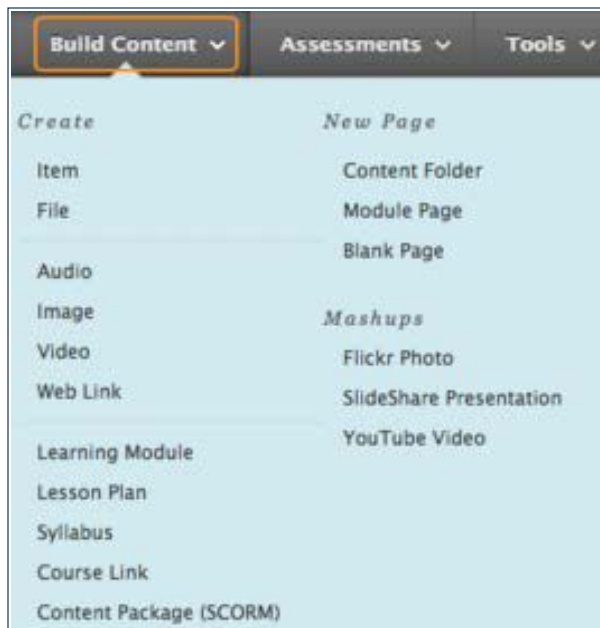 Build Content Assessments Tools
Create
Item
File
Audio
Image
Video
Web Link
Learning Module
Lesson Plan
Syllabus
Course Link
Content Package (SCORM)
New Page
Content Folder
Module Page
Blank Page
Mashups
Flickr Photo
SlideShare Presentation
YouTube Video